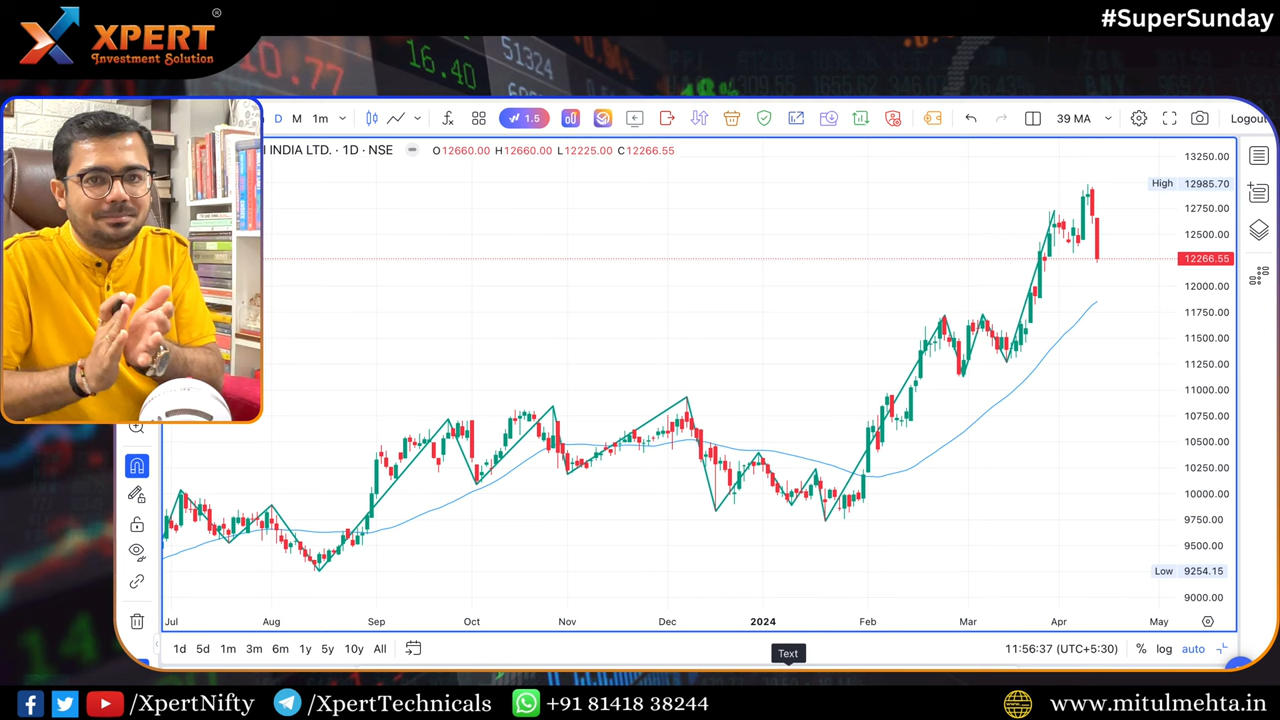 XPERT
Investment Solution
#SuperSunday
D M 1m 1.5 39 MA Logout
I INDIA LTD. · 1D · NSE O12660.00 H12660.00 L12225.00 C12266.55
13250.00
High 12985.70
12750.00
12500.00
12266.55
12000.00
11750.00
11500.00
11250.00
11000.00
10750.00
10500.00
10250.00
10000.00
9750.00
9500.00
Low 9254.15
9000.00
Jul Aug Sep Oct Nov Dec 2024 Feb Mar Apr May
1d 5d 1m 3m 6m 1y 5y 10y All 11:56:37 (UTC+5:30) % log auto
Text
/XpertNifty /XpertTechnicals +91 81418 38244 www.mitulmehta.in
16.40
51324